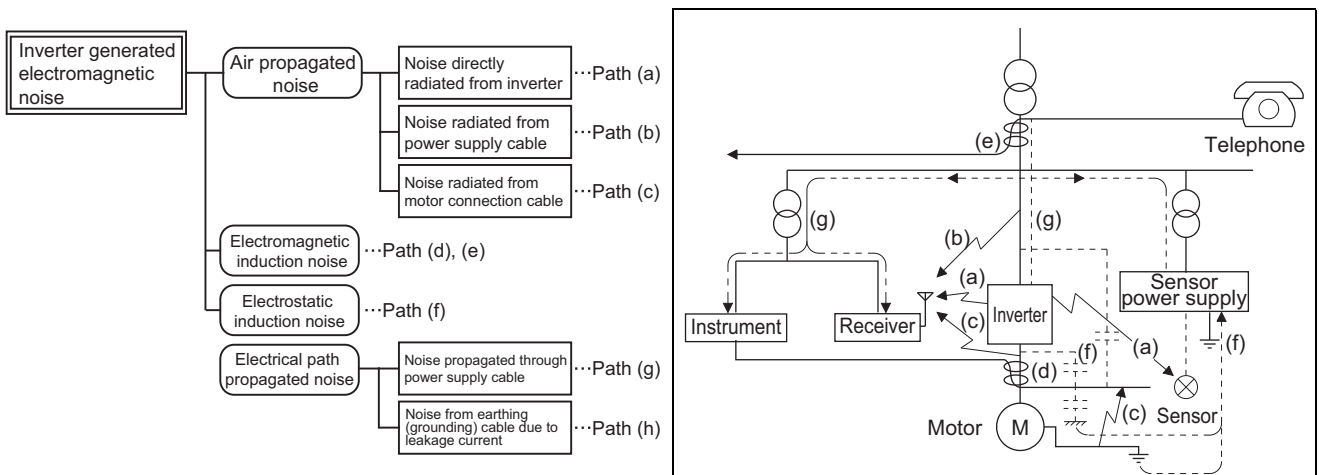 Inverter generated
electromagnetic
noise
Air propagated
noise
Noise directly
radiated from inverter
···Path (a)
Noise radiated from
power supply cable
···Path (b)
Noise radiated from
motor connection cable
···Path (c)
Electromagnetic
induction noise
···Path (d), (e)
Electrostatic
induction noise
···Path (f)
Electrical path
propagated noise
Noise propagated through
power supply cable
···Path (g)
Noise from earthing
(grounding) cable due to
leakage current
···Path (h)
Telephone
(e)
(g)
(g)
(b)
(a)
Sensor
power supply
Instrument
Receiver
Inverter
(c)
(f)
(a)
(f)
(d)
(c)
Sensor
Motor
M